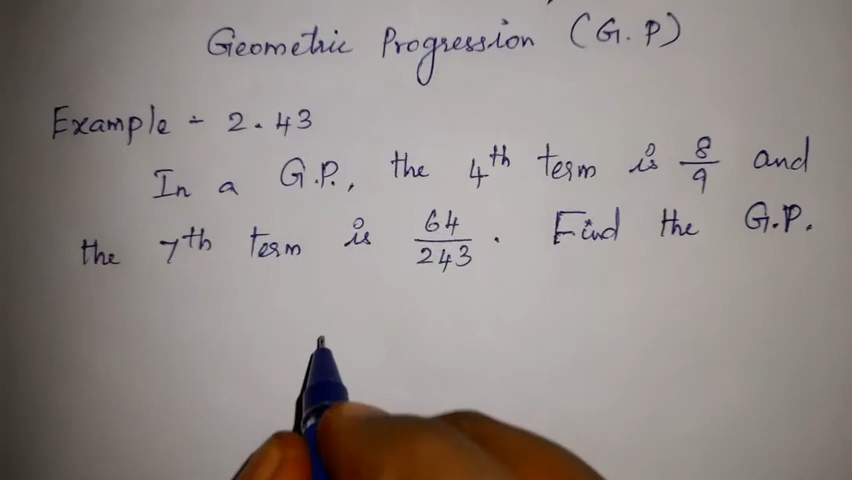 Geometric Progression (G.P)
Example - 2.43
In a G.P., the 4th term is 8/9 and
the 7th term is 64/243. Find the G.P.